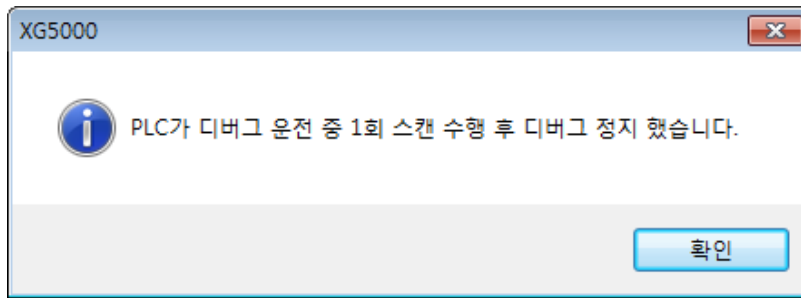 XG5000
PLC가 디버그 운전 중 1회 스캔 수행 후 디버그 정지 했습니다.
확인